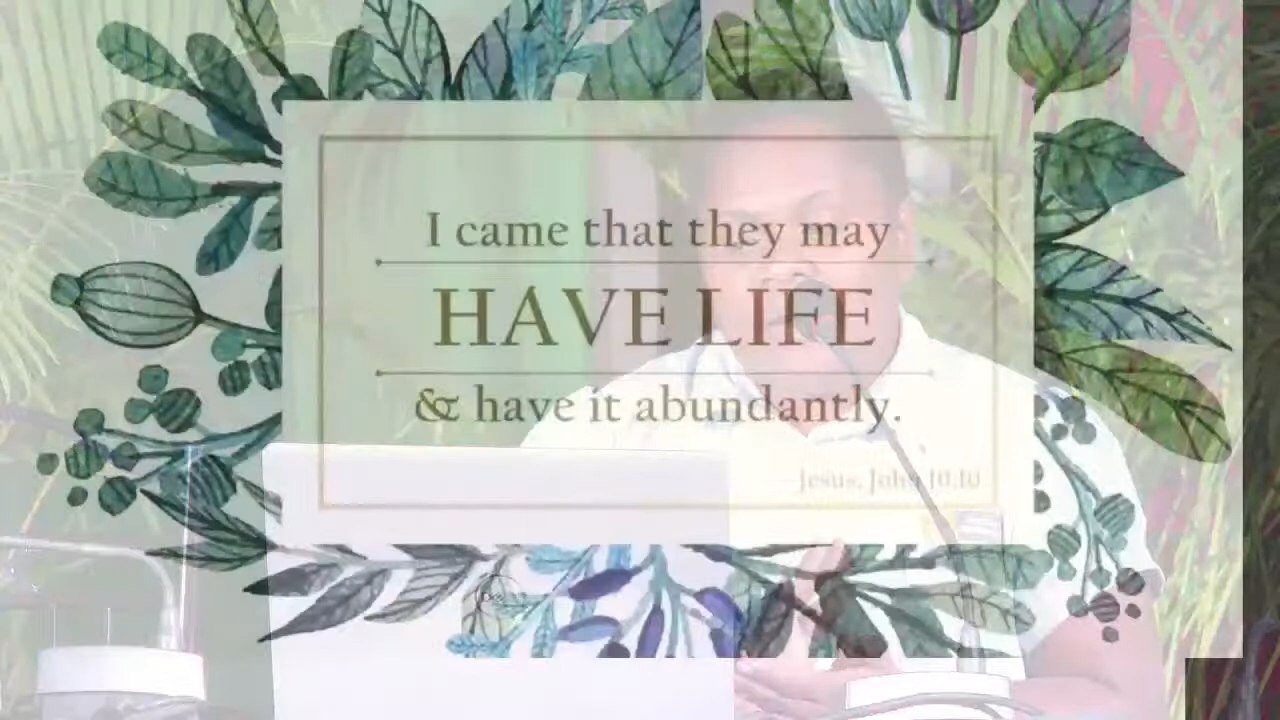 I came that they may
HAVE LIFE
& have it abundantly.
Jesus, John 10.10